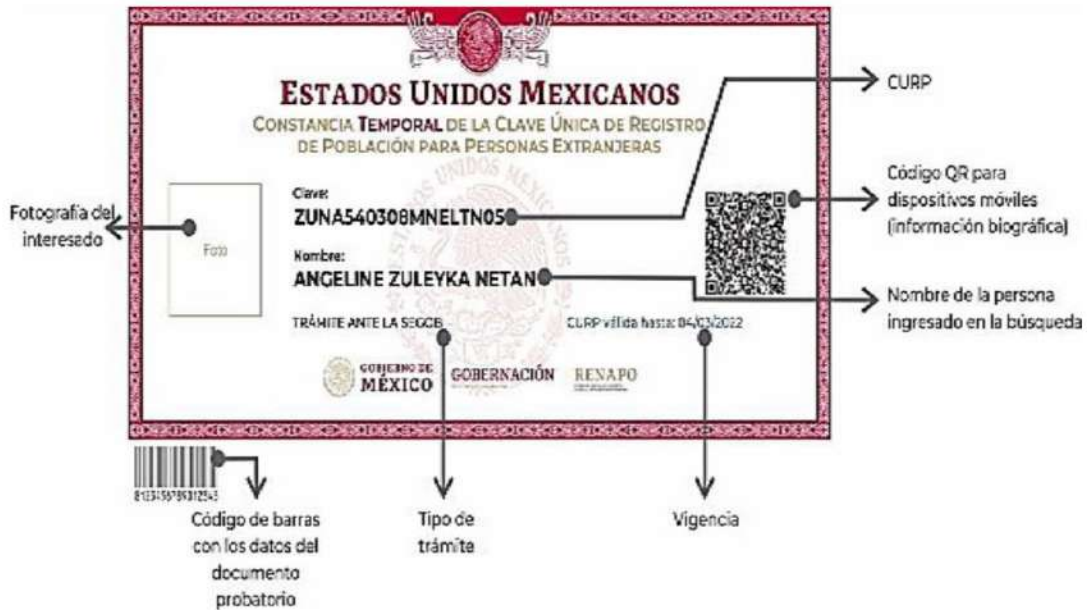 ESTADOS UNIDOS MEXICANOS
CONSTANCIA TEMPORAL DE LA CLAVE ÚNICA DE REGISTRO
DE POBLACIÓN PARA PERSONAS EXTRANJERAS
CURP
Clave:
ZUNA540308MNELTN05
Código QR para
dispositivos móviles
(información biográfica)
Fotografía del
interesado
Foto
Nombre:
ANGELINE ZULEYKA NETAN
Nombre de la persona
ingresado en la búsqueda
TRÁMITE ANTE LA SEGOB
CURP válida hasta: 04/03/2022
GOBIERNO DE
MÉXICO
GOBERNACIÓN
RENAPO
ESTADOS UNIDOS MEXICANOS
Código de barras
con los datos del
documento
probatorio
Tipo de
trámite
Vigencia